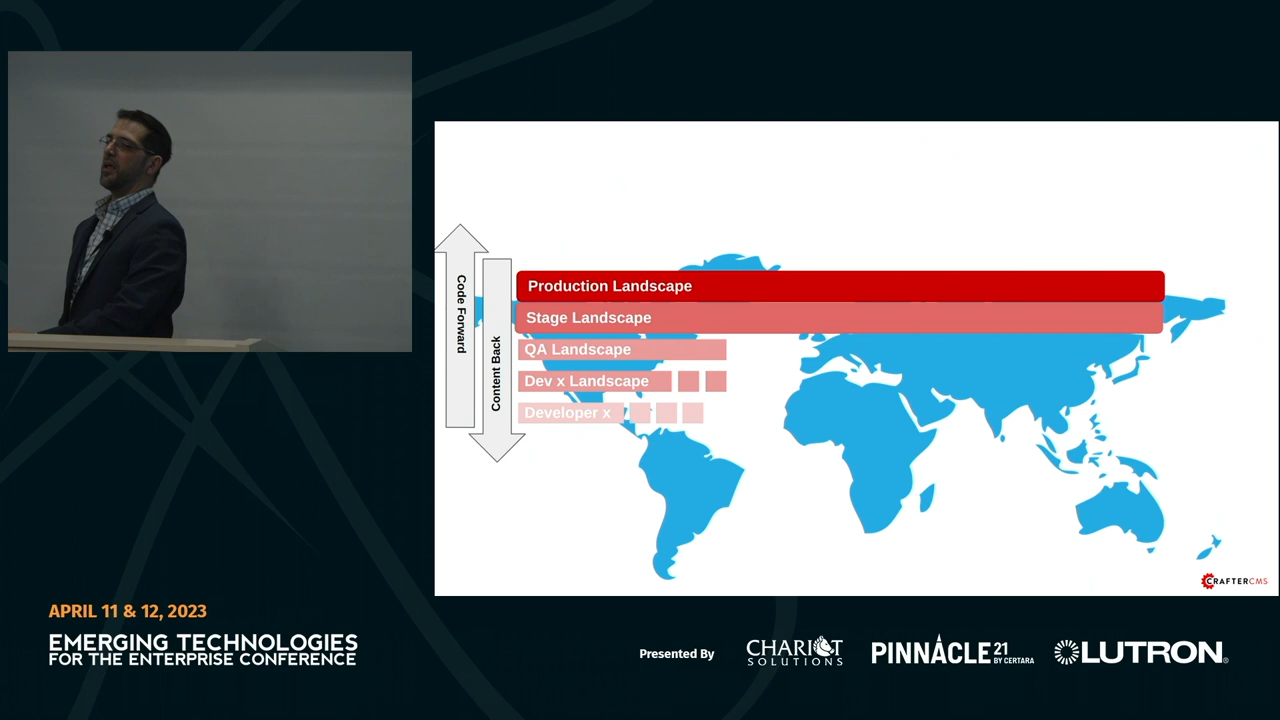 Code Forward
Content Back
Production Landscape
Stage Landscape
QA Landscape
Dev x Landscape
Developer x
CRAFTERCMS
APRIL 11 & 12, 2023
EMERGING TECHNOLOGIES
FOR THE ENTERPRISE CONFERENCE
Presented By
CHARIOT
SOLUTIONS
PINNACLE 21
BY CERTARA
LUTRON®